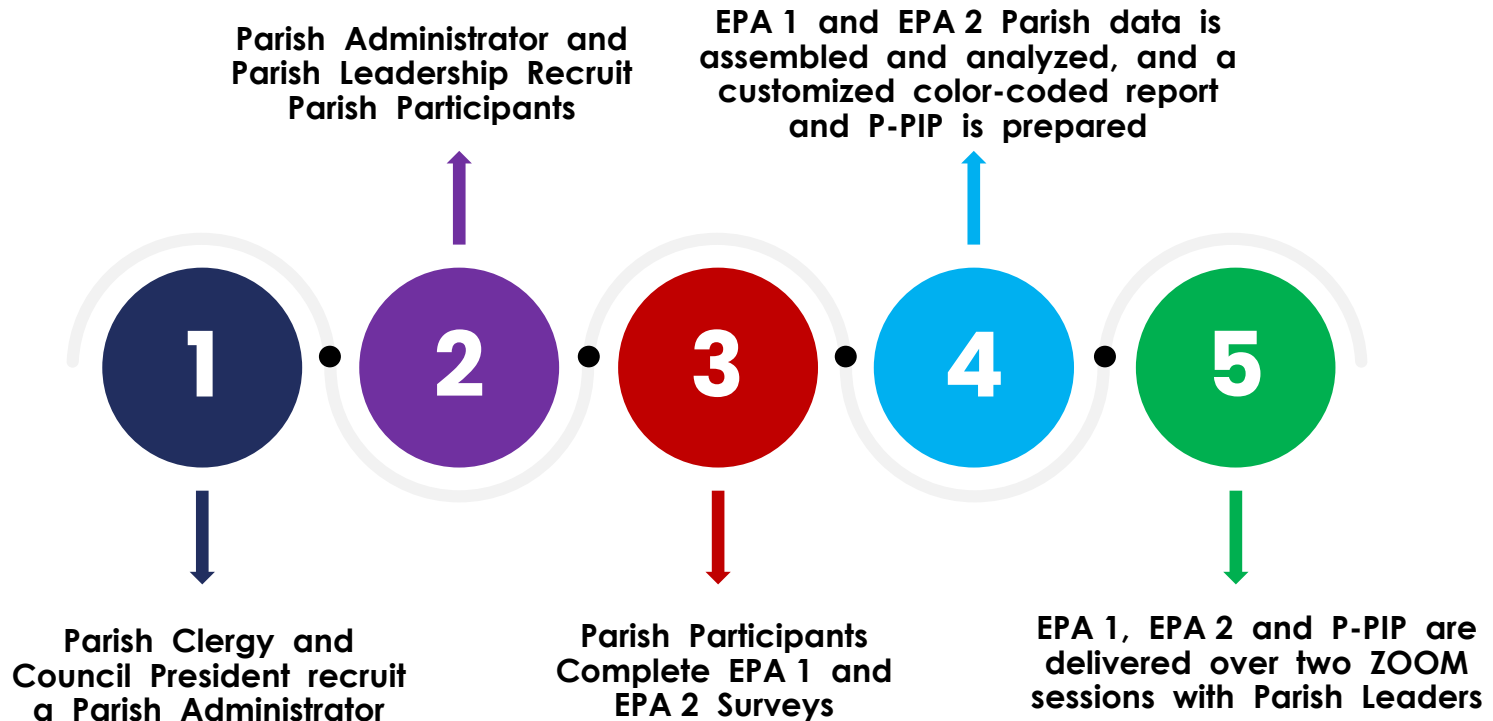 1
Parish Clergy and
Council President recruit
a Parish Administrator
2
Parish Administrator and
Parish Leadership Recruit
Parish Participants
3
Parish Participants
Complete EPA 1 and
EPA 2 Surveys
4
EPA 1 and EPA 2 Parish data is
assembled and analyzed, and a
customized color-coded report
and P-PIP is prepared
5
EPA 1, EPA 2 and P-PIP are
delivered over two ZOOM
sessions with Parish Leaders